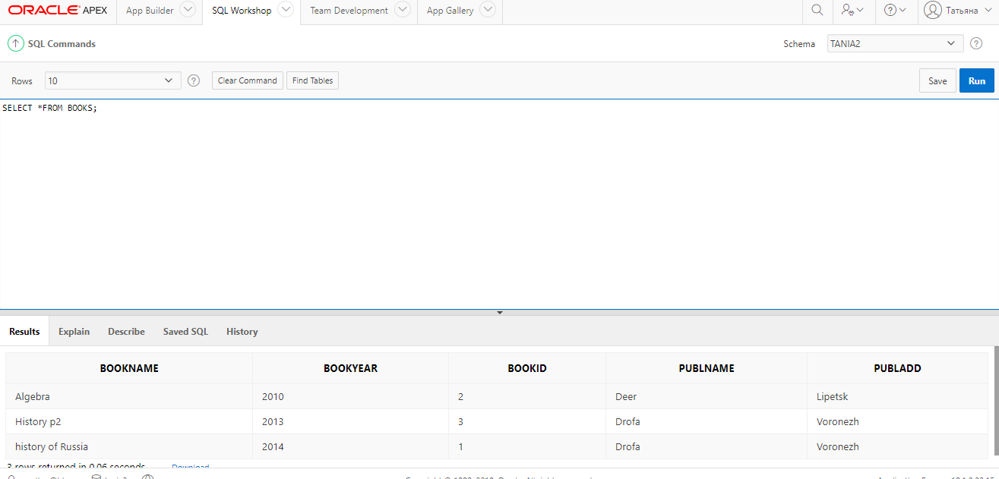 ORACLE APEX App Builder SQL Workshop Team Development App Gallery Татьяна
SQL Commands Schema TANIA2
Rows 10 Clear Command Find Tables Save Run
SELECT *FROM BOOKS;
Results Explain Describe Saved SQL History
BOOKNAME BOOKYEAR BOOKID PUBLNAME PUBLADD
Algebra 2010 2 Deer Lipetsk
History p2 2013 3 Drofa Voronezh
history of Russia 2014 1 Drofa Voronezh
3 rows returned in 0.06 seconds Download